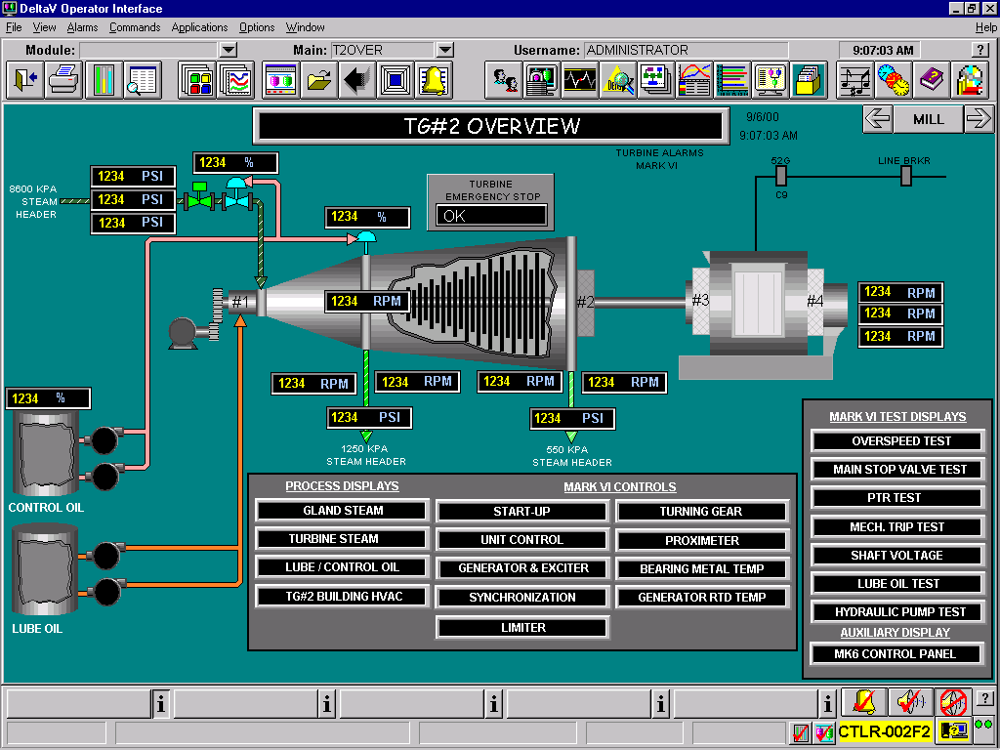 DeltaV Operator Interface
File View Alarms Commands Applications Options Window Help
Module: Main: T2OVER Username: ADMINISTRATOR 9:07:03 AM ?
TG#2 OVERVIEW
9/6/00
9:07:03 AM
MILL
TURBINE ALARMS
MARK VI
52G
LINE BRKR
C9
8600 KPA
STEAM
HEADER
1234 PSI
1234 PSI
1234 PSI
1234 %
1234 %
TURBINE
EMERGENCY STOP
OK
#1
1234 RPM
#2
#3
#4
1234 RPM
1234 RPM
1234 RPM
1234 RPM
1234 RPM
1234 RPM
1234 RPM
1234 PSI
1234 PSI
1250 KPA
STEAM HEADER
550 KPA
STEAM HEADER
1234 %
CONTROL OIL
LUBE OIL
PROCESS DISPLAYS
GLAND STEAM
TURBINE STEAM
LUBE / CONTROL OIL
TG#2 BUILDING HVAC
MARK VI CONTROLS
START-UP
UNIT CONTROL
GENERATOR & EXCITER
SYNCHRONIZATION
LIMITER
TURNING GEAR
PROXIMETER
BEARING METAL TEMP
GENERATOR RTD TEMP
MARK VI TEST DISPLAYS
OVERSPEED TEST
MAIN STOP VALVE TEST
PTR TEST
MECH. TRIP TEST
SHAFT VOLTAGE
LUBE OIL TEST
HYDRAULIC PUMP TEST
AUXILIARY DISPLAY
MK6 CONTROL PANEL
i i i i i ?
CTLR-002F2